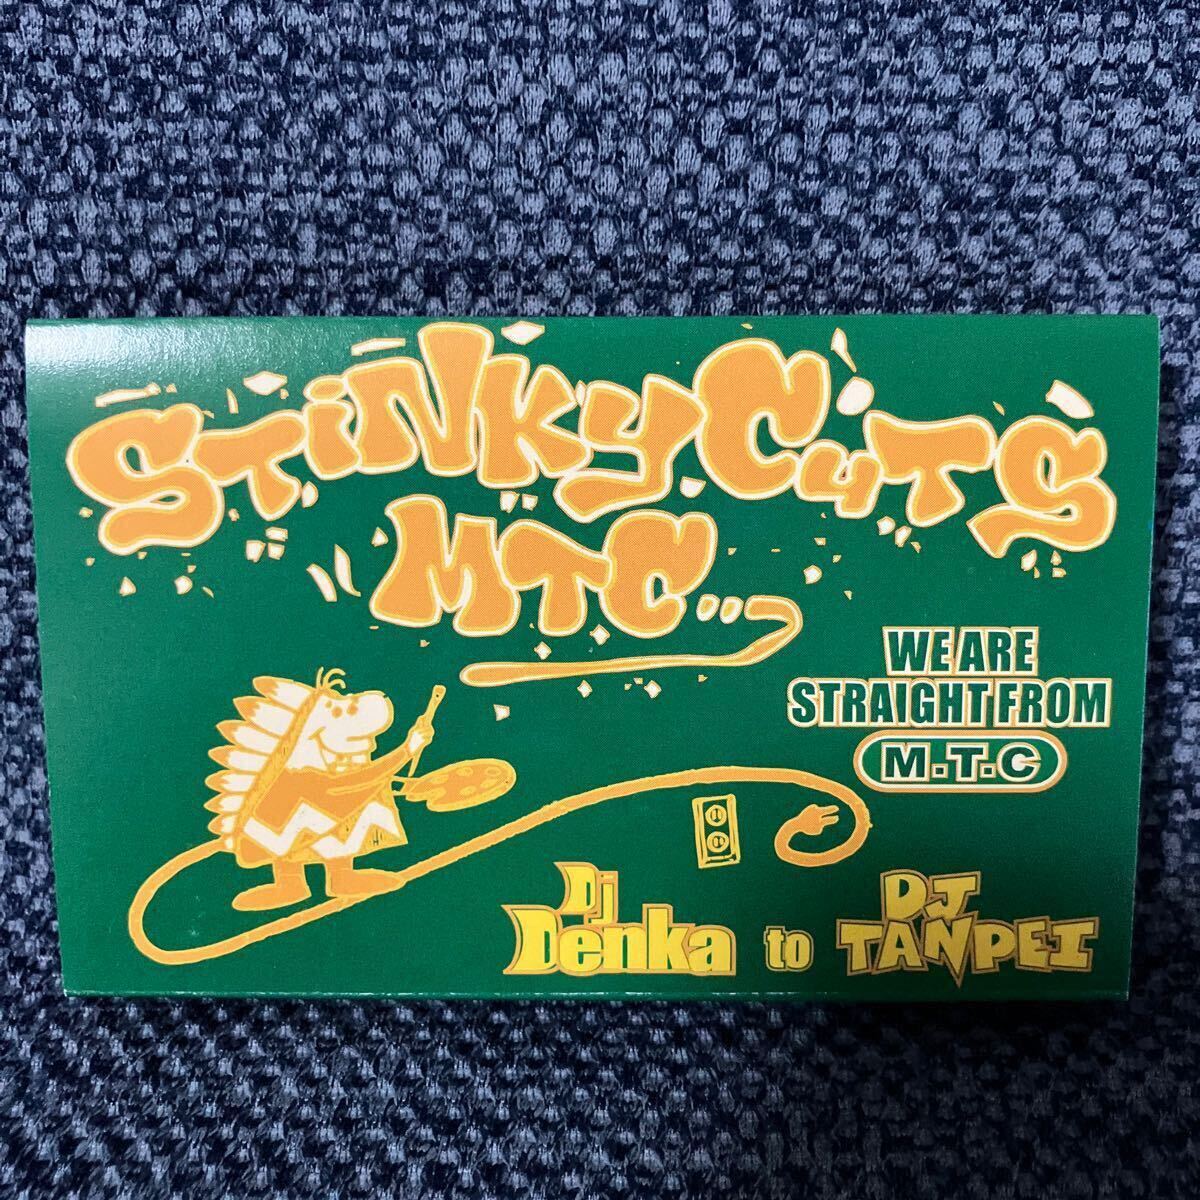 STiNKY CuTS
MTC...
WE ARE
STRAIGHT FROM
M.T.C
Dj
Denka to DJ TANPEI